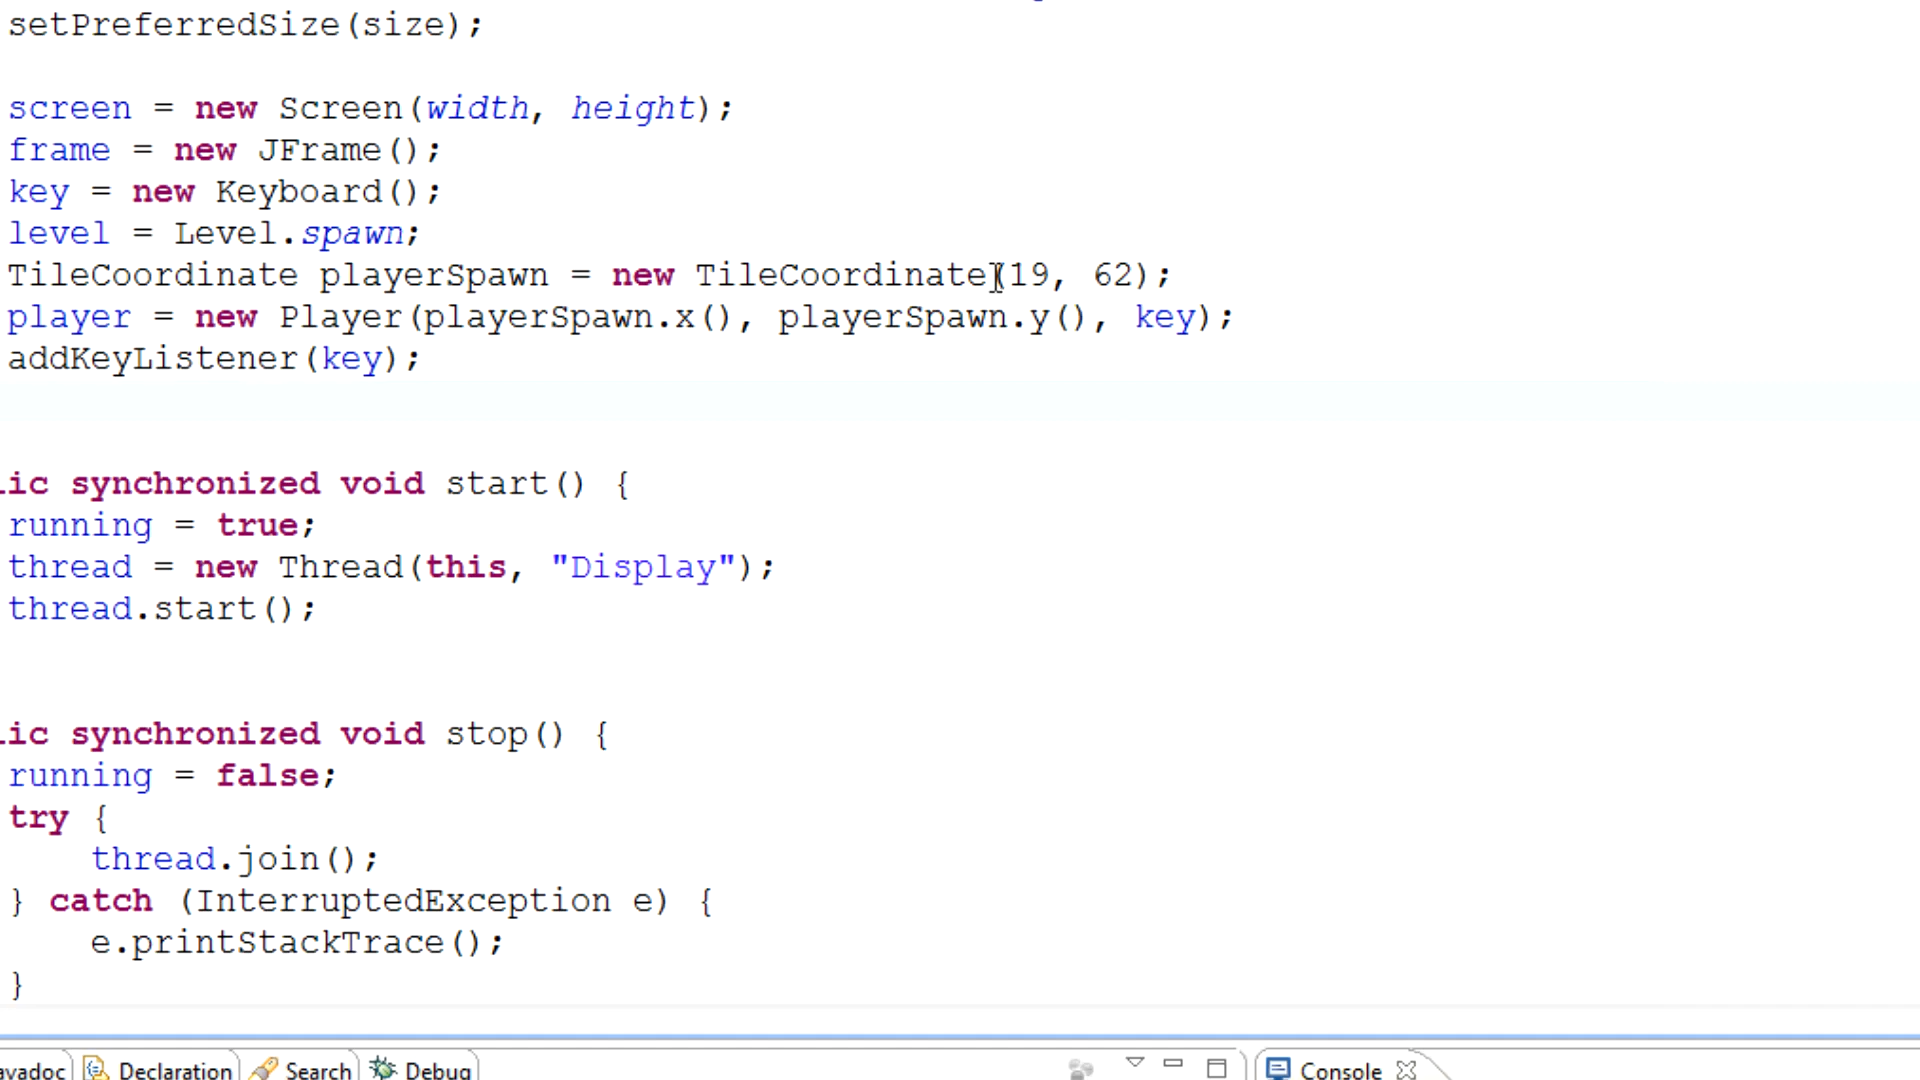 setPreferredSize(size);
screen = new Screen(width, height);
frame = new JFrame();
key = new Keyboard();
level = Level.spawn;
TileCoordinate playerSpawn = new TileCoordinate(19, 62);
player = new Player(playerSpawn.x(), playerSpawn.y(), key);
addKeyListener(key);
lic synchronized void start() {
running = true;
thread = new Thread(this, "Display");
thread.start();
lic synchronized void stop() {
running = false;
try {
thread.join();
} catch (InterruptedException e) {
e.printStackTrace();
}
avadoc Declaration Search Debug Console